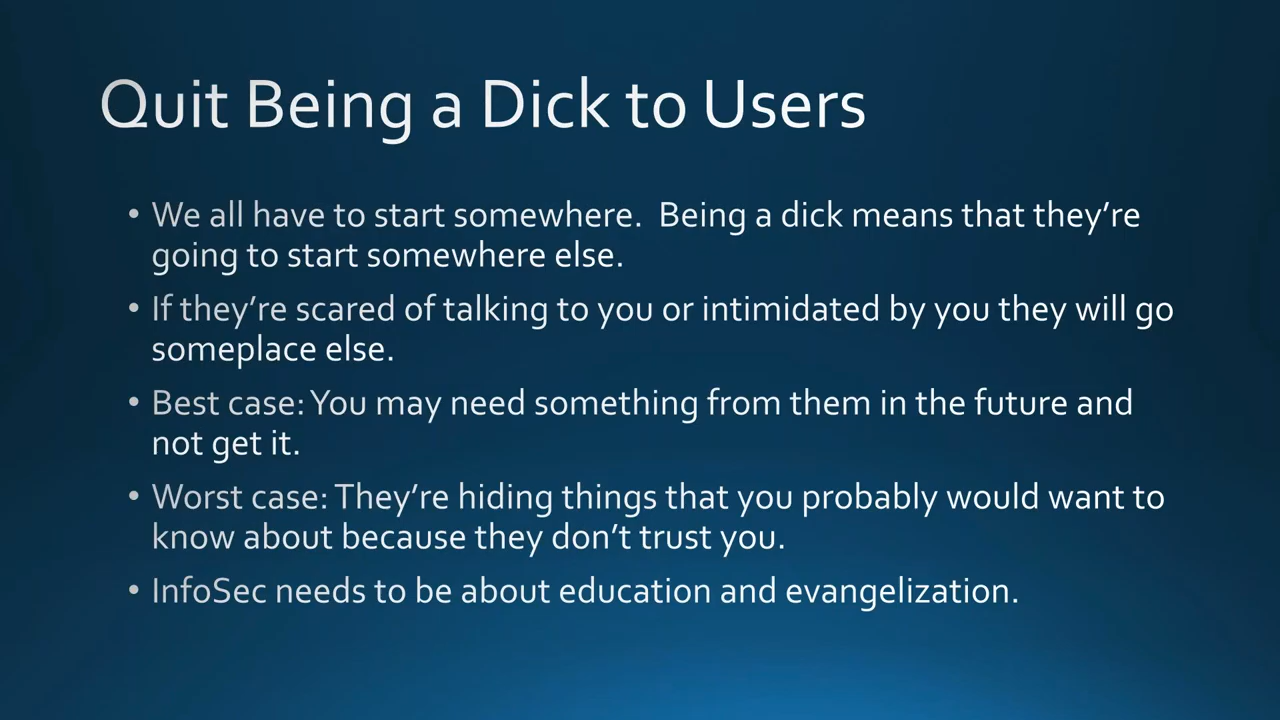 Quit Being a Dick to Users
• We all have to start somewhere.  Being a dick means that they’re
going to start somewhere else.
• If they’re scared of talking to you or intimidated by you they will go
someplace else.
• Best case: You may need something from them in the future and
not get it.
• Worst case: They’re hiding things that you probably would want to
know about because they don’t trust you.
• InfoSec needs to be about education and evangelization.